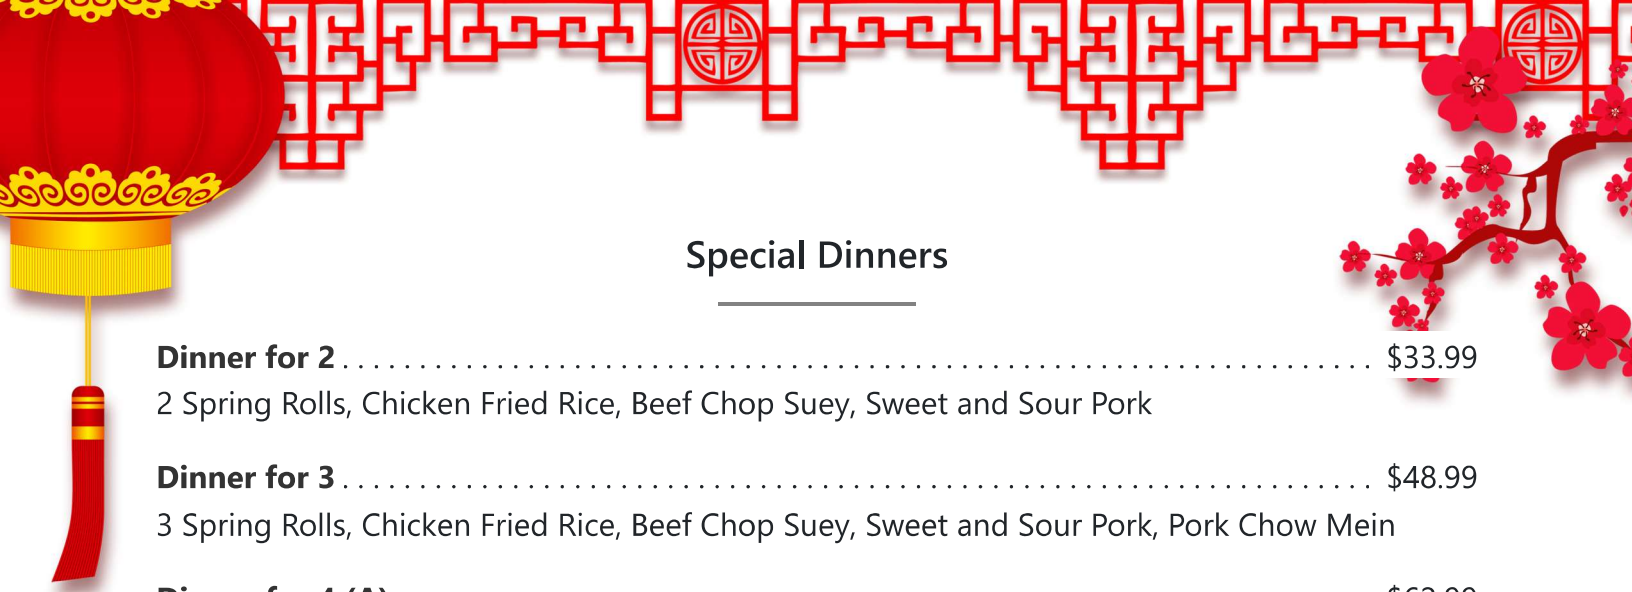 Special Dinners
Dinner for 2 . . . . . . . . . . . . . . . . . . . . . . . . . . . . . . . . . . . . . . . . . . . . . . . . . . . . . . . . . . . . . . . . . . . . $33.99
2 Spring Rolls, Chicken Fried Rice, Beef Chop Suey, Sweet and Sour Pork
Dinner for 3 . . . . . . . . . . . . . . . . . . . . . . . . . . . . . . . . . . . . . . . . . . . . . . . . . . . . . . . . . . . . . . . . . . . . $48.99
3 Spring Rolls, Chicken Fried Rice, Beef Chop Suey, Sweet and Sour Pork, Pork Chow Mein